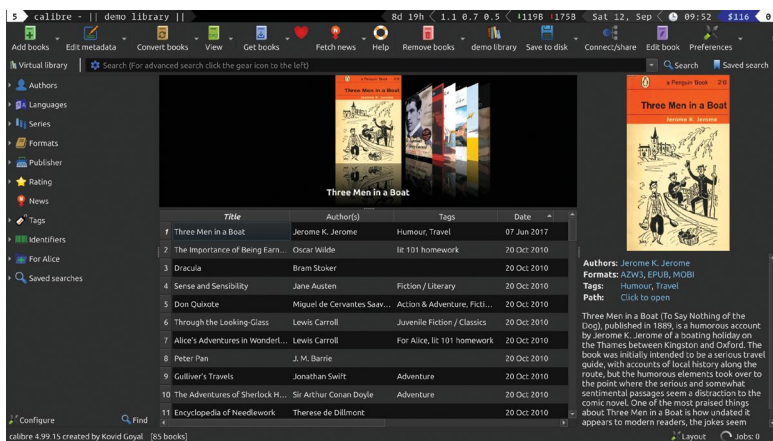 5 calibre - || demo library || 8d 19h 1.1 0.7 0.5 ↓119B ↑175B Sat 12, Sep 09:52 $116 0
Add books Edit metadata Convert books View Get books Fetch news Help Remove books demo library Save to disk Connect/share Edit book Preferences
Virtual library Search (For advanced search click the gear icon to the left) Search Saved search
Authors
Languages
Series
Formats
Publisher
Rating
News
Tags
Identifiers
For Alice
Saved searches
Configure Find
Three Men in a Boat
Jerome K. Jerome
Three Men in a Boat
Title Author(s) Tags Date
1 Three Men in a Boat Jerome K. Jerome Humour, Travel 07 Jun 2017
2 The Importance of Being Earn... Oscar Wilde lit 101 homework 20 Oct 2010
3 Dracula Bram Stoker 20 Oct 2010
4 Sense and Sensibility Jane Austen Fiction / Literary 20 Oct 2010
5 Don Quixote Miguel de Cervantes Saav... Action & Adventure, Ficti... 20 Oct 2010
6 Through the Looking-Glass Lewis Carroll Juvenile Fiction / Classics 20 Oct 2010
7 Alice's Adventures in Wonderl... Lewis Carroll For Alice, lit 101 homework 20 Oct 2010
8 Peter Pan J. M. Barrie 20 Oct 2010
9 Gulliver's Travels Jonathan Swift Adventure 20 Oct 2010
10 The Adventures of Sherlock H... Sir Arthur Conan Doyle Adventure 20 Oct 2010
11 Encyclopedia of Needlework Therese de Dillmont 20 Oct 2010
a Penguin Book 2'6
Three Men in a Boat
Jerome K. Jerome
Authors: Jerome K. Jerome
Formats: AZW3, EPUB, MOBI
Tags: Humour, Travel
Path: Click to open
Three Men in a Boat (To Say Nothing of the
Dog), published in 1889, is a humorous account
by Jerome K. Jerome of a boating holiday on
the Thames between Kingston and Oxford. The
book was initially intended to be a serious travel
guide, with accounts of local history along the
route, but the humorous elements took over to
the point where the serious and somewhat
sentimental passages seem a distraction to the
comic novel. One of the most praised things
about Three Men in a Boat is how undated it
appears to modern readers, the jokes seem
calibre 4.99.15 created by Kovid Goyal [85 books] Layout Jobs: 0